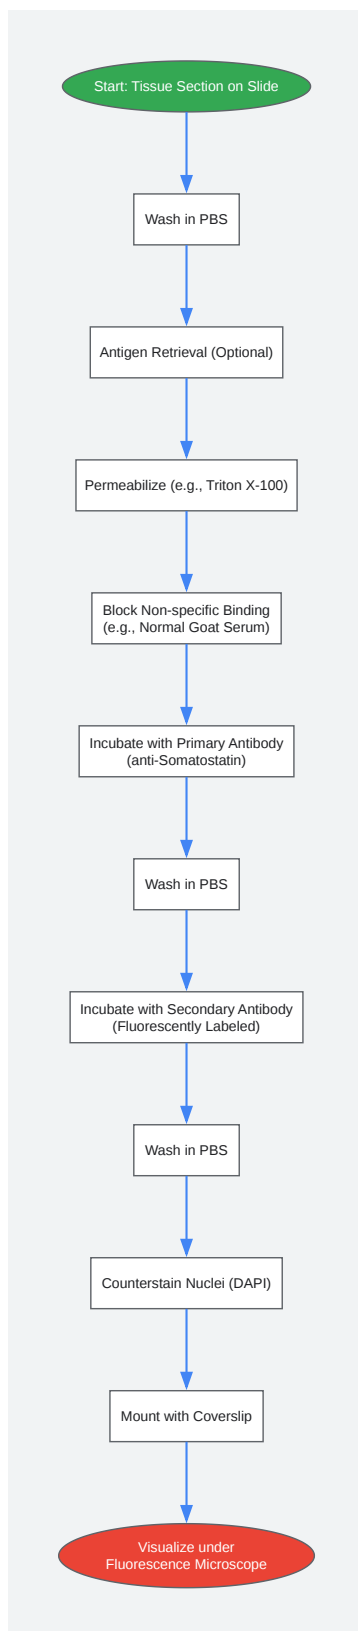 Start: Tissue Section on Slide
Wash in PBS
Antigen Retrieval (Optional)
Permeabilize (e.g., Triton X-100)
Block Non-specific Binding
(e.g., Normal Goat Serum)
Incubate with Primary Antibody
(anti-Somatostatin)
Wash in PBS
Incubate with Secondary Antibody
(Fluorescently Labeled)
Wash in PBS
Counterstain Nuclei (DAPI)
Mount with Coverslip
Visualize under
Fluorescence Microscope